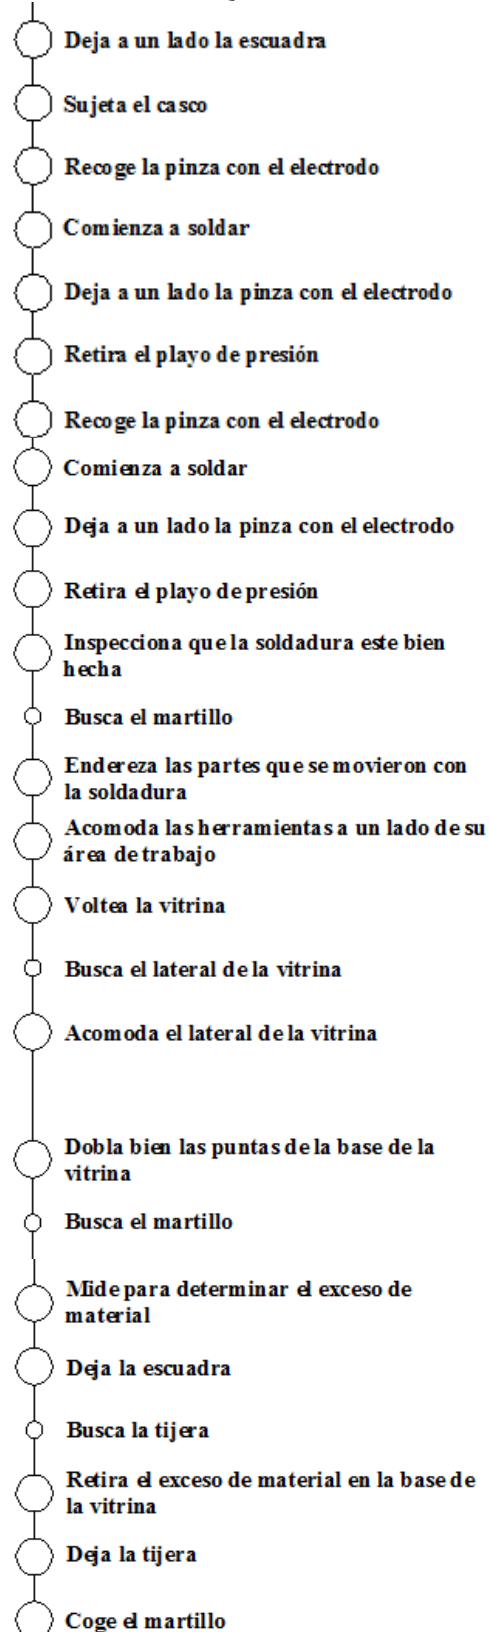 Deja a un lado la escuadra
Sujeta el casco
Recoge la pinza con el electrodo
Comienza a soldar
Deja a un lado la pinza con el electrodo
Retira el playo de presión
Recoge la pinza con el electrodo
Comienza a soldar
Deja a un lado la pinza con el electrodo
Retira el playo de presión
Inspecciona que la soldadura este bien
hecha
Busca el martillo
Endereza las partes que se movieron con
la soldadura
Acomoda las herramientas a un lado de su
área de trabajo
Voltea la vitrina
Busca el lateral de la vitrina
Acomoda el lateral de la vitrina
Dobla bien las puntas de la base de la
vitrina
Busca el martillo
Mide para determinar el exceso de
material
Deja la escuadra
Busca la tijera
Retira el exceso de material en la base de
la vitrina
Deja la tijera
Coge el martillo